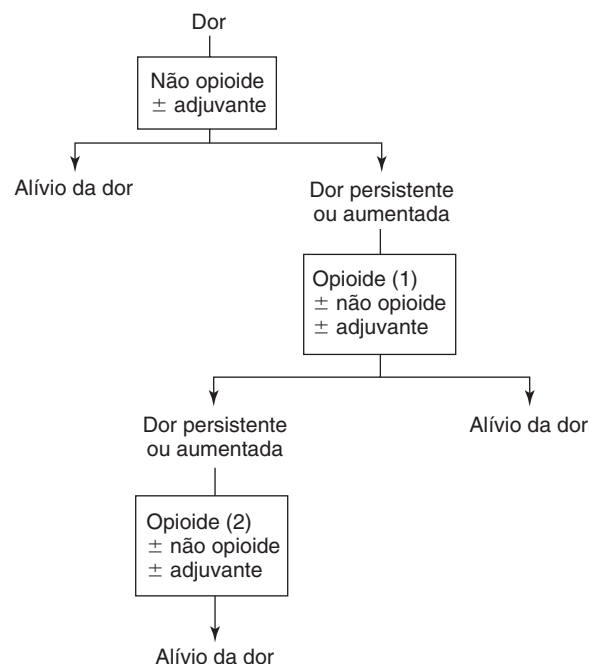 Dor
Não opioide
± adjuvante
Alívio da dor
Dor persistente
ou aumentada
Opioide (1)
± não opioide
± adjuvante
Dor persistente
ou aumentada
Alívio da dor
Opioide (2)
± não opioide
± adjuvante
Alívio da dor